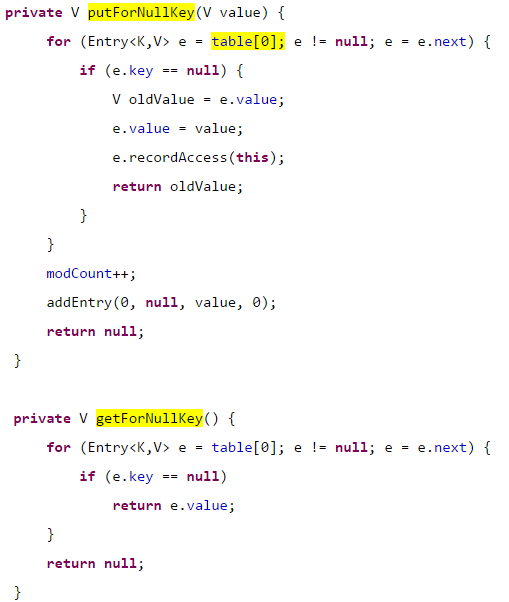 private V putForNullKey(V value) {
for (Entry<K,V> e = table[0]; e != null; e = e.next) {
if (e.key == null) {
V oldValue = e.value;
e.value = value;
e.recordAccess(this);
return oldValue;
}
}
modCount++;
addEntry(0, null, value, 0);
return null;
}
private V getForNullKey() {
for (Entry<K,V> e = table[0]; e != null; e = e.next) {
if (e.key == null)
return e.value;
}
return null;
}